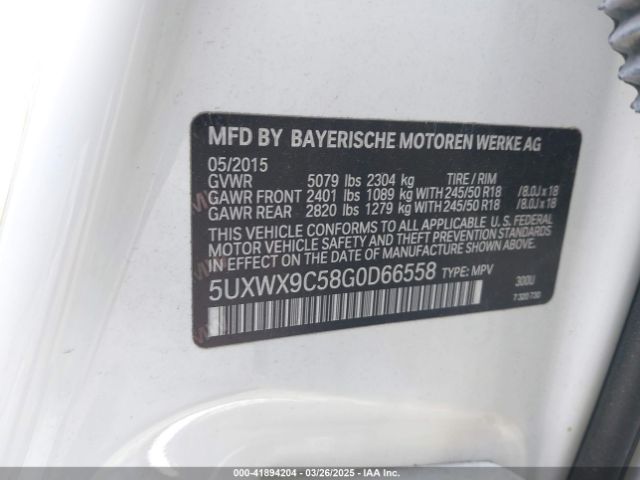 MFD BY BAYERISCHE MOTOREN WERKE AG
05/2015
GVWR 5079 lbs 2304 kg TIRE / RIM
GAWR FRONT 2401 lbs 1089 kg WITH 245/50 R18 /8.0J x 18
GAWR REAR 2820 lbs 1279 kg WITH 245/50 R18 /8.0J x 18
THIS VEHICLE CONFORMS TO ALL APPLICABLE U.S. FEDERAL
MOTOR VEHICLE SAFETY AND THEFT PREVENTION STANDARDS IN
EFFECT ON THE DATE OF MANUFACTURE SHOWN ABOVE.
5UXWX9C58G0D66558 TYPE: MPV
300U
7 320 730
000-41894204 - 03/26/2025 - IAA Inc.